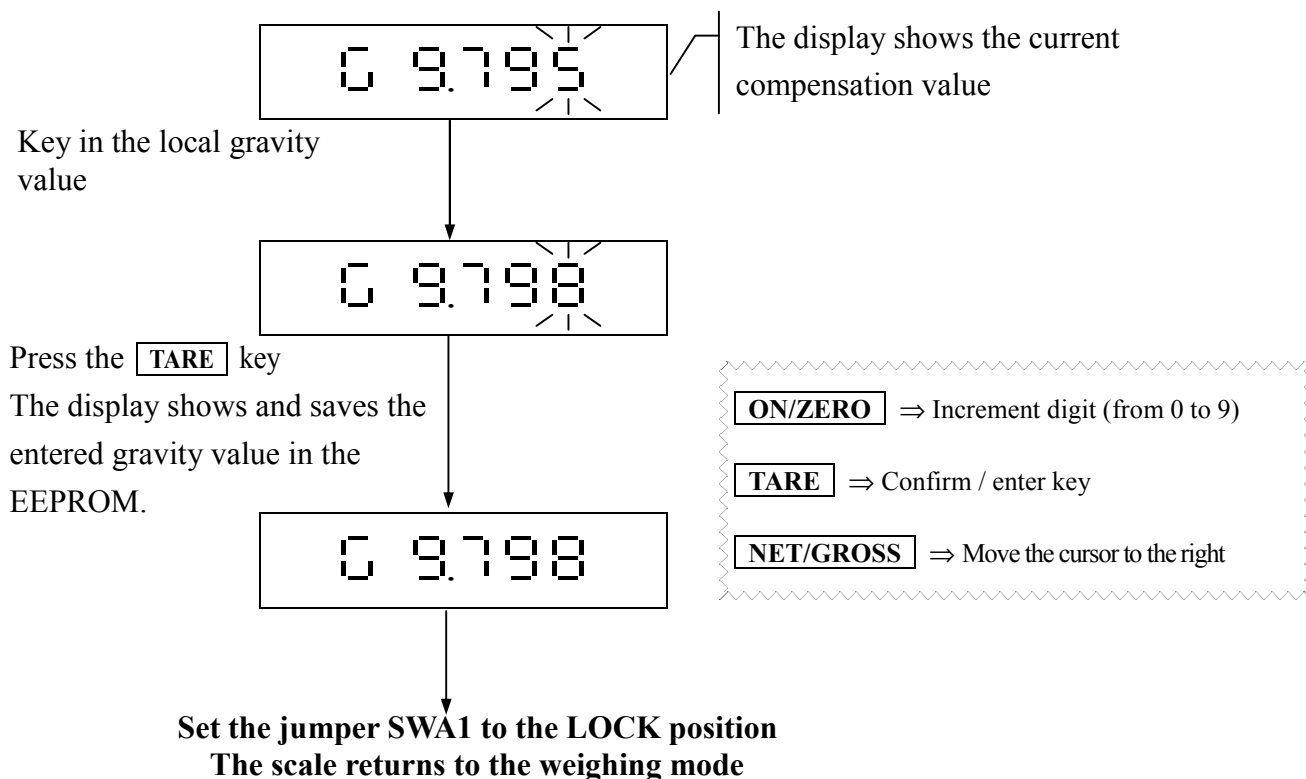 G 9.795
The display shows the current
compensation value
Key in the local gravity
value
G 9.798
Press the TARE key
The display shows and saves the
entered gravity value in the
EEPROM.
ON/ZERO ⇒ Increment digit (from 0 to 9)
TARE ⇒ Confirm / enter key
NET/GROSS ⇒ Move the cursor to the right
G 9.798
Set the jumper SWA1 to the LOCK position
The scale returns to the weighing mode